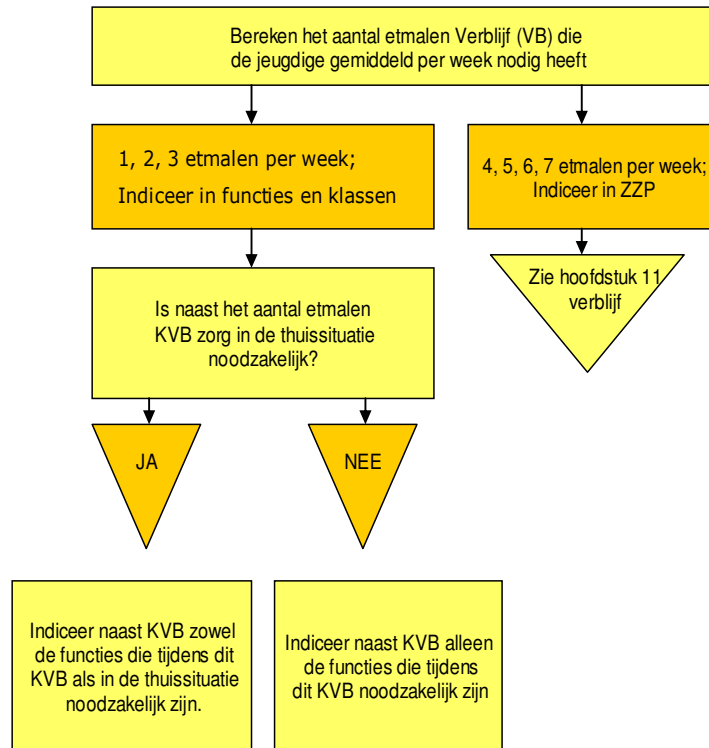 Bereken het aantal etmalen Verblijf (VB) die
de jeugdige gemiddeld per week nodig heeft
1, 2, 3 etmalen per week;
Indiceer in functies en klassen
4, 5, 6, 7 etmalen per week;
Indiceer in ZZP
Zie hoofdstuk 11
verblijf
Is naast het aantal etmalen
KVB zorg in de thuissituatie
noodzakelijk?
JA
NEE
Indiceer naast KVB zowel
de functies die tijdens dit
KVB als in de thuissituatie
noodzakelijk zijn.
Indiceer naast KVB alleen
de functies die tijdens
dit KVB noodzakelijk zijn